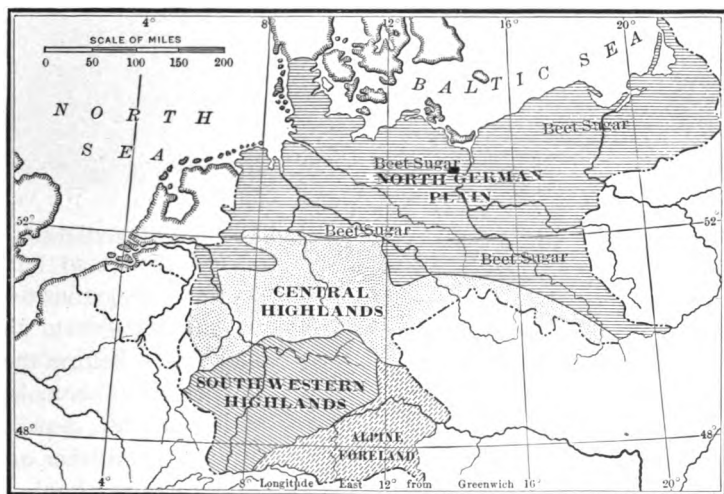 4° 8° 12° 16° 20°
SCALE OF MILES
0 50 100 150 200
BALTIC SEA
NORTH
SEA
Beet Sugar
Beet Sugar
NORTH GERMAN
PLAIN
52° 52°
Beet Sugar
Beet Sugar
CENTRAL
HIGHLANDS
SOUTH WESTERN
HIGHLANDS
ALPINE
FORELAND
48° 48°
4° 8° Longitude East 12° from Greenwich 16° 20°